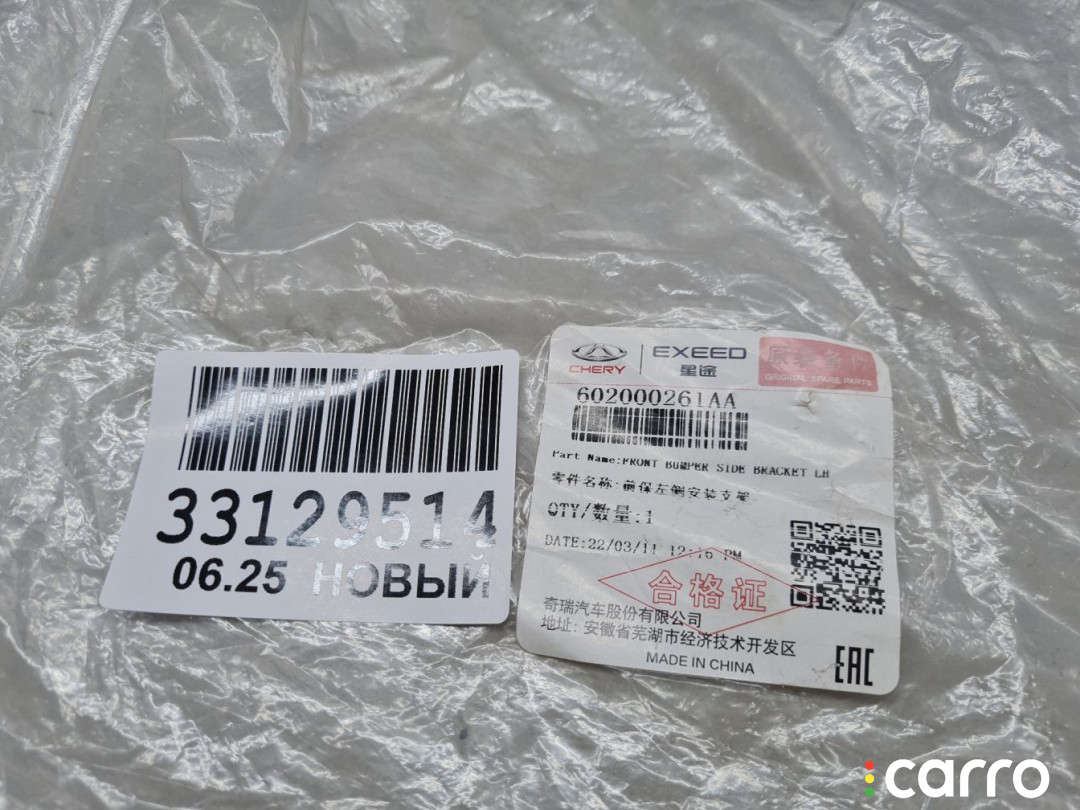 33129514
06.25 НОВЫЙ
CHERY
EXEED
星途
ORIGINAL SPARE PARTS
602000261AA
Part Name:FRONT BUMPER SIDE BRACKET LH
零件名称:前保左侧安装支架
QTY/数量:1
DATE:22/03/11 12:16 PM
合格证
奇瑞汽车股份有限公司
地址: 安徽省芜湖市经济技术开发区
MADE IN CHINA
EAC
carro